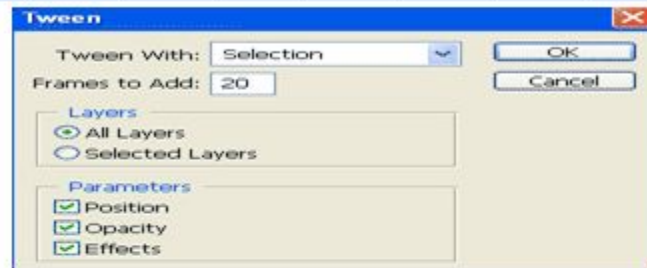 Tween
Tween With: Selection
OK
Frames to Add: 20
Cancel
Layers
All Layers
Selected Layers
Parameters
Position
Opacity
Effects